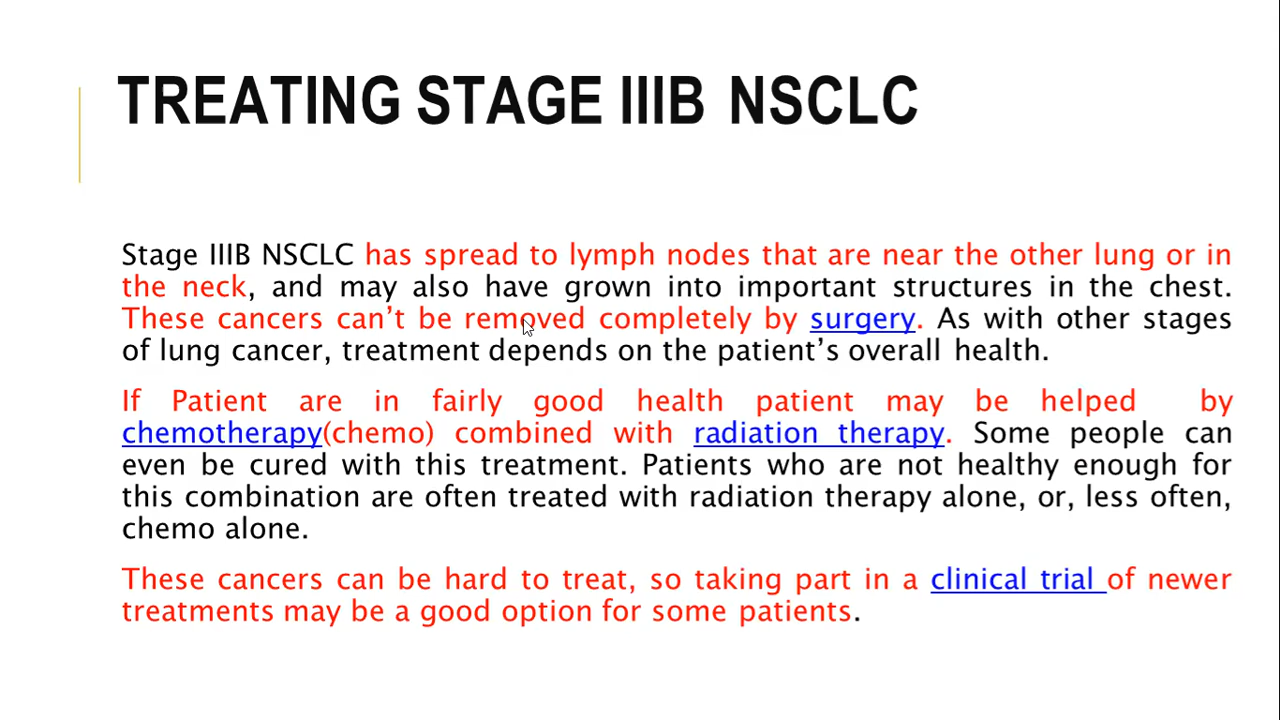 TREATING STAGE IIIB NSCLC
Stage IIIB NSCLC has spread to lymph nodes that are near the other lung or in
the neck, and may also have grown into important structures in the chest.
These cancers can’t be removed completely by surgery. As with other stages
of lung cancer, treatment depends on the patient’s overall health.
If Patient are in fairly good health patient may be helped by
chemotherapy(chemo) combined with radiation therapy. Some people can
even be cured with this treatment. Patients who are not healthy enough for
this combination are often treated with radiation therapy alone, or, less often,
chemo alone.
These cancers can be hard to treat, so taking part in a clinical trial of newer
treatments may be a good option for some patients.